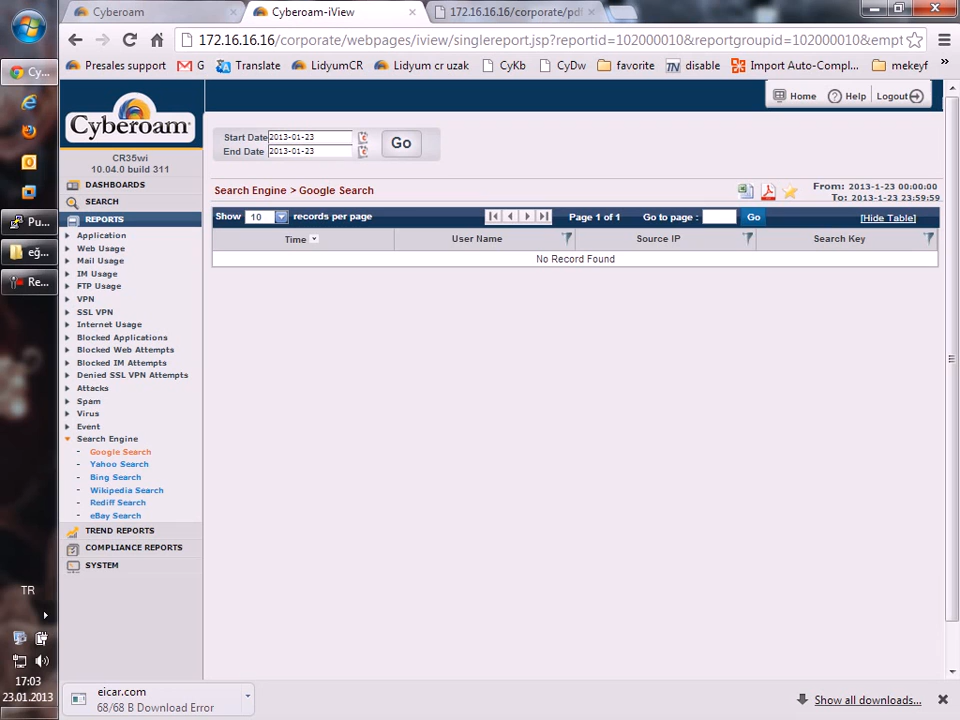 Cyberoam
Cyberoam-iView
172.16.16.16/corporate/pdf
172.16.16.16/corporate/webpages/iview/singlereport.jsp?reportid=102000010&reportgroupid=102000010&empt
Presales support
G
Translate
LidyumCR
Lidyum cr uzak
CyKb
CyDw
favorite
disable
Import Auto-Compl...
mekeyf
»
Cy...
Pu...
eğ...
Re...
TR
17:03
23.01.2013
Cyberoam
CR35wi
10.04.0 build 311
Home
Help
Logout
Start Date 2013-01-23
End Date 2013-01-23
Go
DASHBOARDS
SEARCH
REPORTS
Application
Web Usage
Mail Usage
IM Usage
FTP Usage
VPN
SSL VPN
Internet Usage
Blocked Applications
Blocked Web Attempts
Blocked IM Attempts
Denied SSL VPN Attempts
Attacks
Spam
Virus
Event
Search Engine
- Google Search
- Yahoo Search
- Bing Search
- Wikipedia Search
- Rediff Search
- eBay Search
TREND REPORTS
COMPLIANCE REPORTS
SYSTEM
Search Engine > Google Search
From: 2013-1-23 00:00:00
To: 2013-1-23 23:59:59
Show 10 records per page
Page 1 of 1
Go to page :
Go
[Hide Table]
Time
User Name
Source IP
Search Key
No Record Found
eicar.com
68/68 B Download Error
Show all downloads...